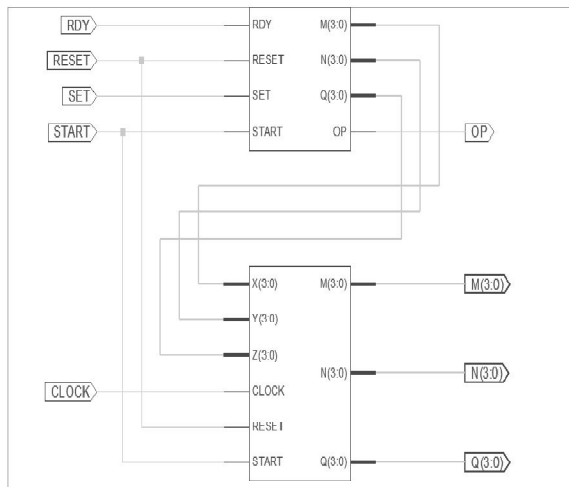 RDY RDY M(3:0)
RESET RESET N(3:0)
SET SET Q(3:0)
START START OP OP
X(3:0) M(3:0) M(3:0)
Y(3:0)
Z(3:0) N(3:0) N(3:0)
CLOCK CLOCK
RESET
START Q(3:0) Q(3:0)